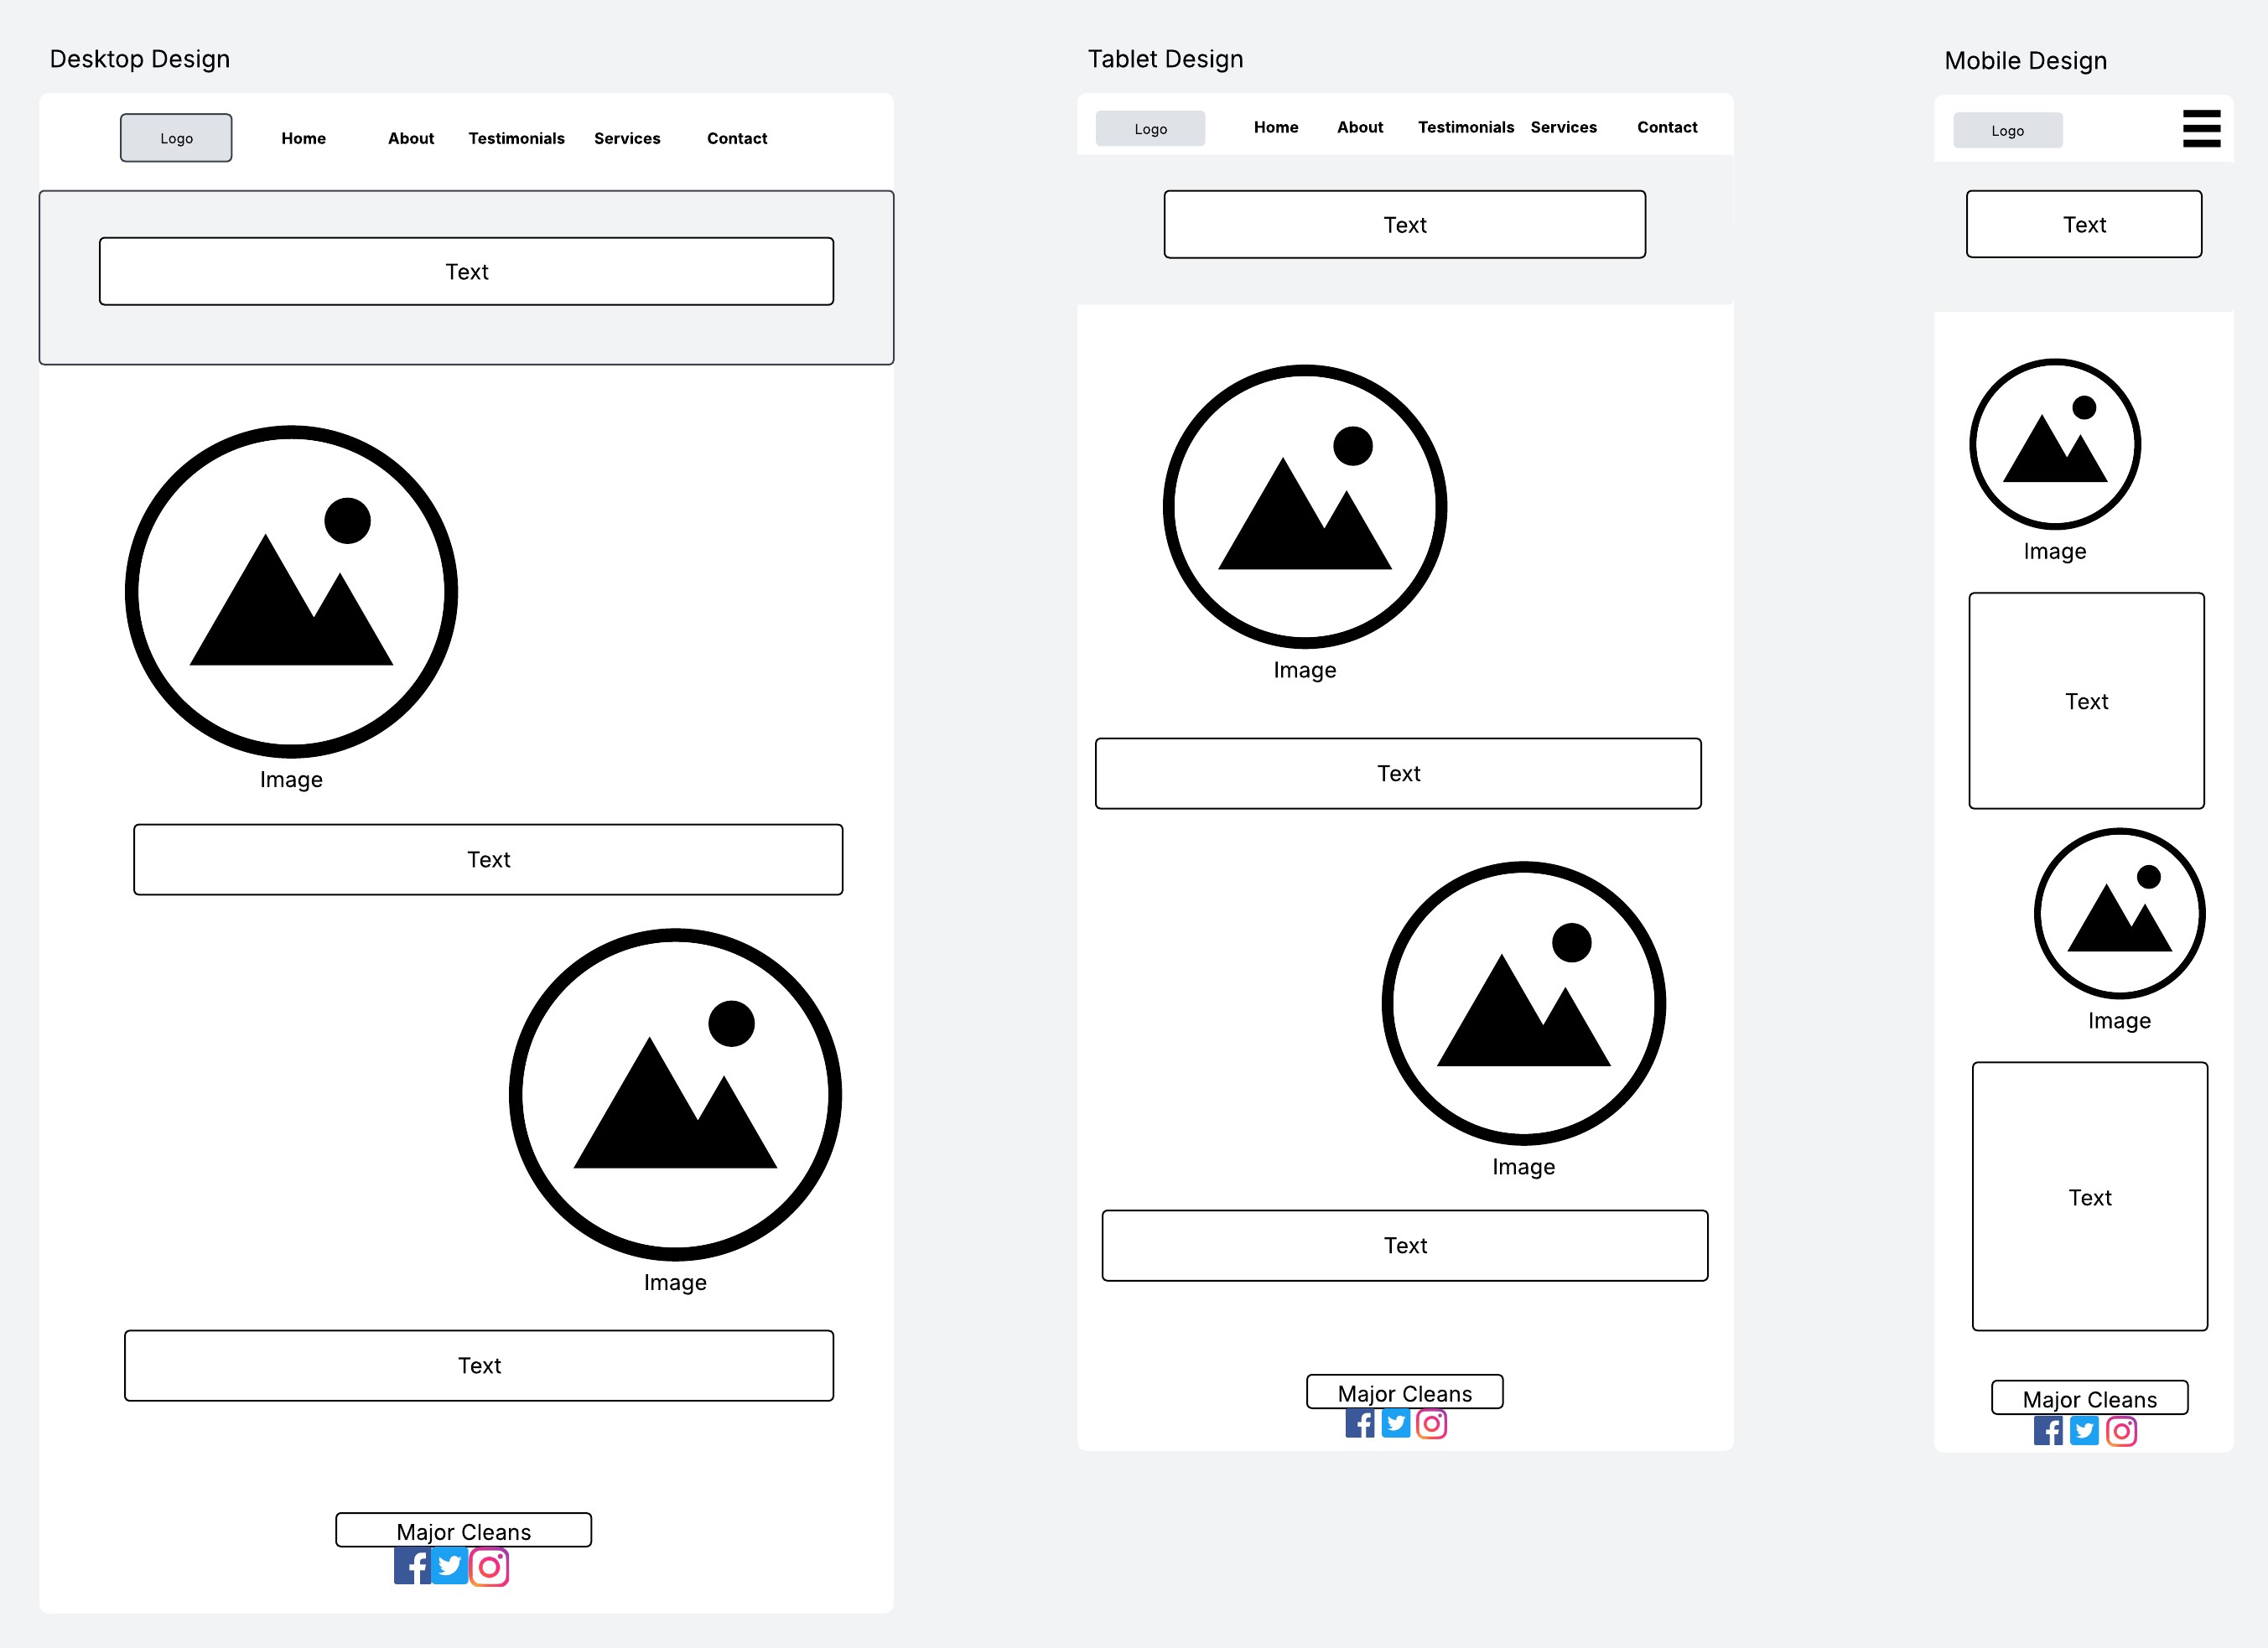 Desktop Design
Logo
Home
About
Testimonials
Services
Contact
Text
Image
Text
Image
Text
Major Cleans
Tablet Design
Logo
Home
About
Testimonials
Services
Contact
Text
Image
Text
Image
Text
Major Cleans
Mobile Design
Logo
Text
Image
Text
Image
Text
Major Cleans